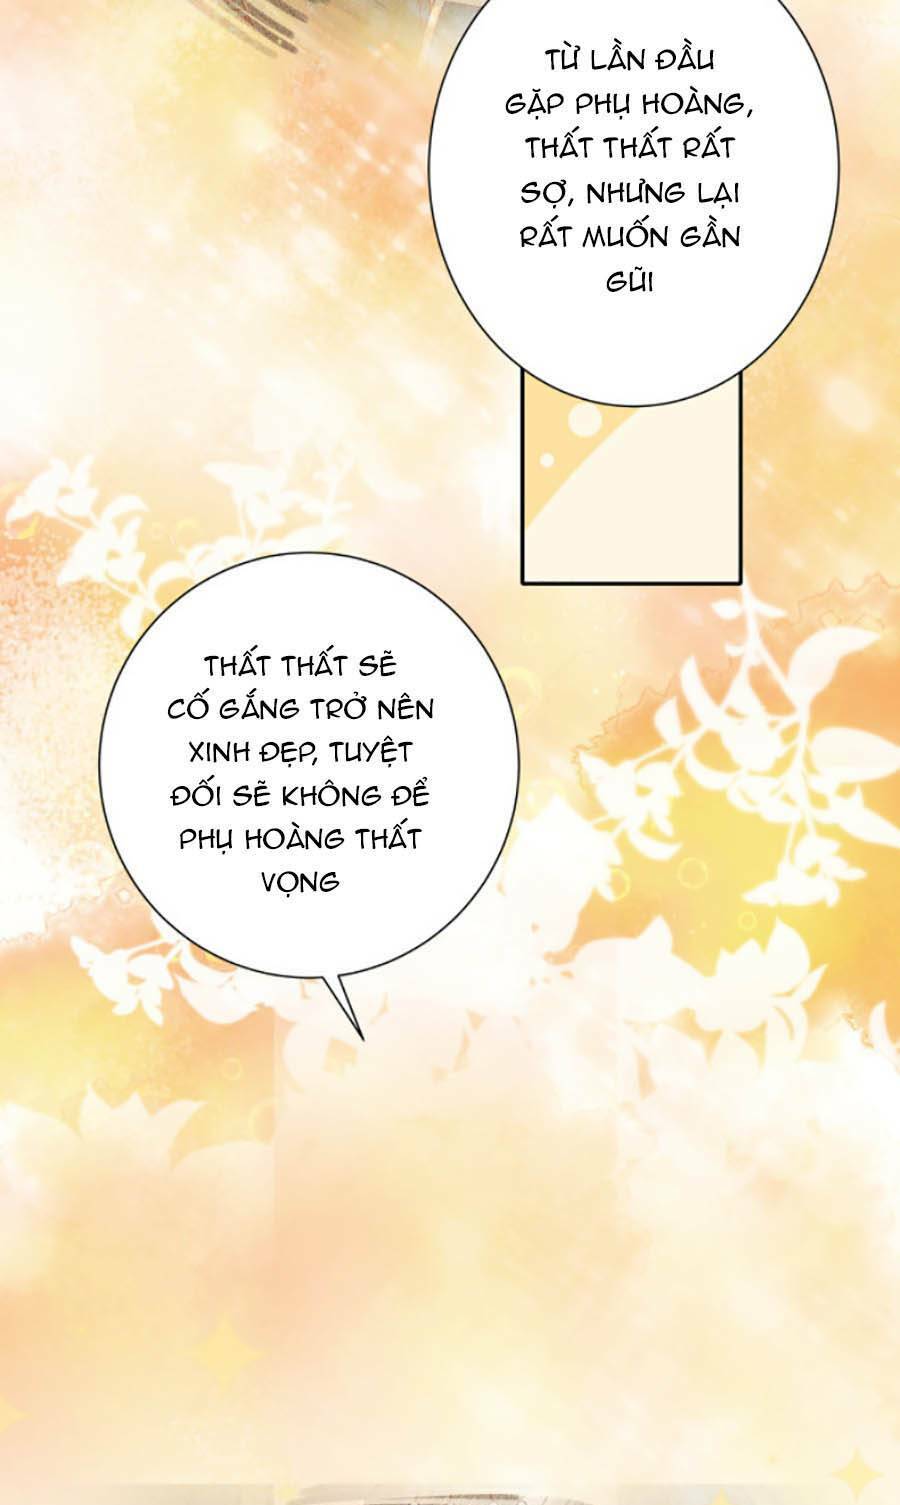 TỪ LẦN ĐẦU
GẶP PHỤ HOÀNG,
THẤT THẤT RẤT
SỢ, NHƯNG LẠI
RẤT MUỐN GẦN
GŨI
THẤT THẤT SẼ
CỐ GẮNG TRỞ NÊN
XINH ĐẸP, TUYỆT
ĐỐI SẼ KHÔNG ĐỂ
PHỤ HOÀNG THẤT
VỌNG